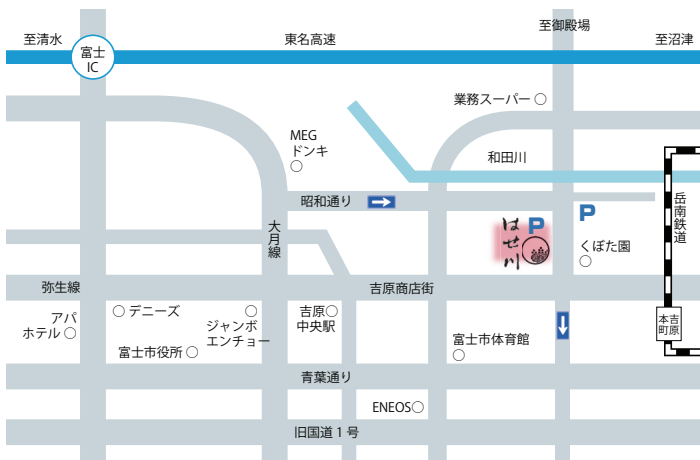 至清水
富士
IC
東名高速
至御殿場
至沼津
業務スーパー
MEG
ドンキ
和田川
昭和通り
大月線
P
はせ川
P
くぼた園
岳南鉄道
弥生線
吉原商店街
アパ
ホテル
デニーズ
ジャンボ
エンチョー
富士市役所
吉原
中央駅
富士市体育館
吉原
本町
青葉通り
ENEOS
旧国道1号